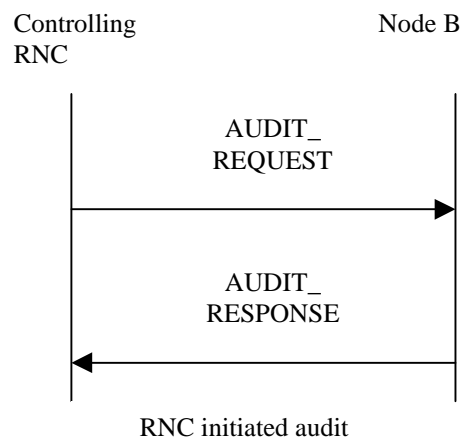 Controlling
RNC
Node B
AUDIT_
REQUEST
AUDIT_
RESPONSE
RNC initiated audit